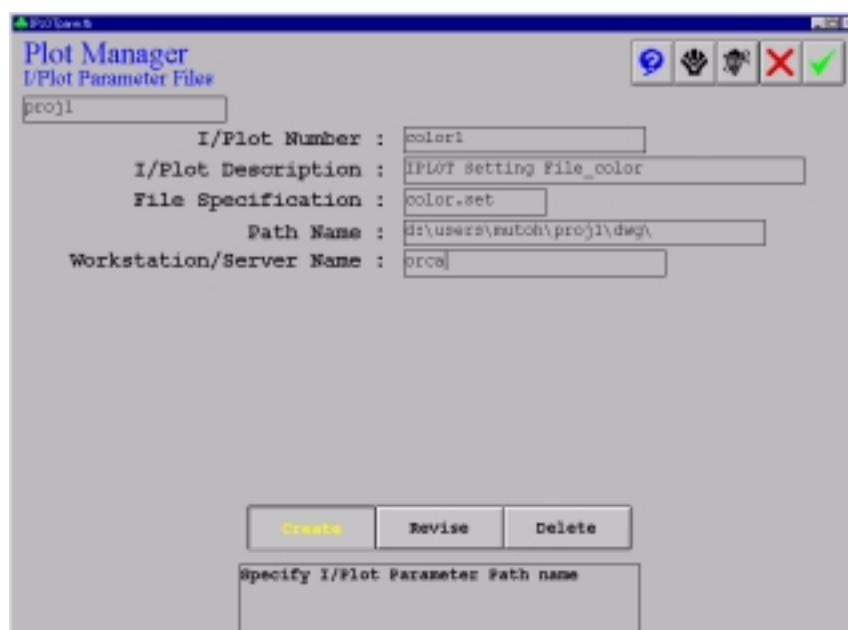 Plot Manager
I/Plot Parameter Files
proj1
I/Plot Number : color1
I/Plot Description : IPLOT Setting File_color
File Specification : color.set
Path Name : d:\users\mutoh\proj1\dwg\
Workstation/Server Name : orca
Create Revise Delete
Specify I/Plot Parameter Path name